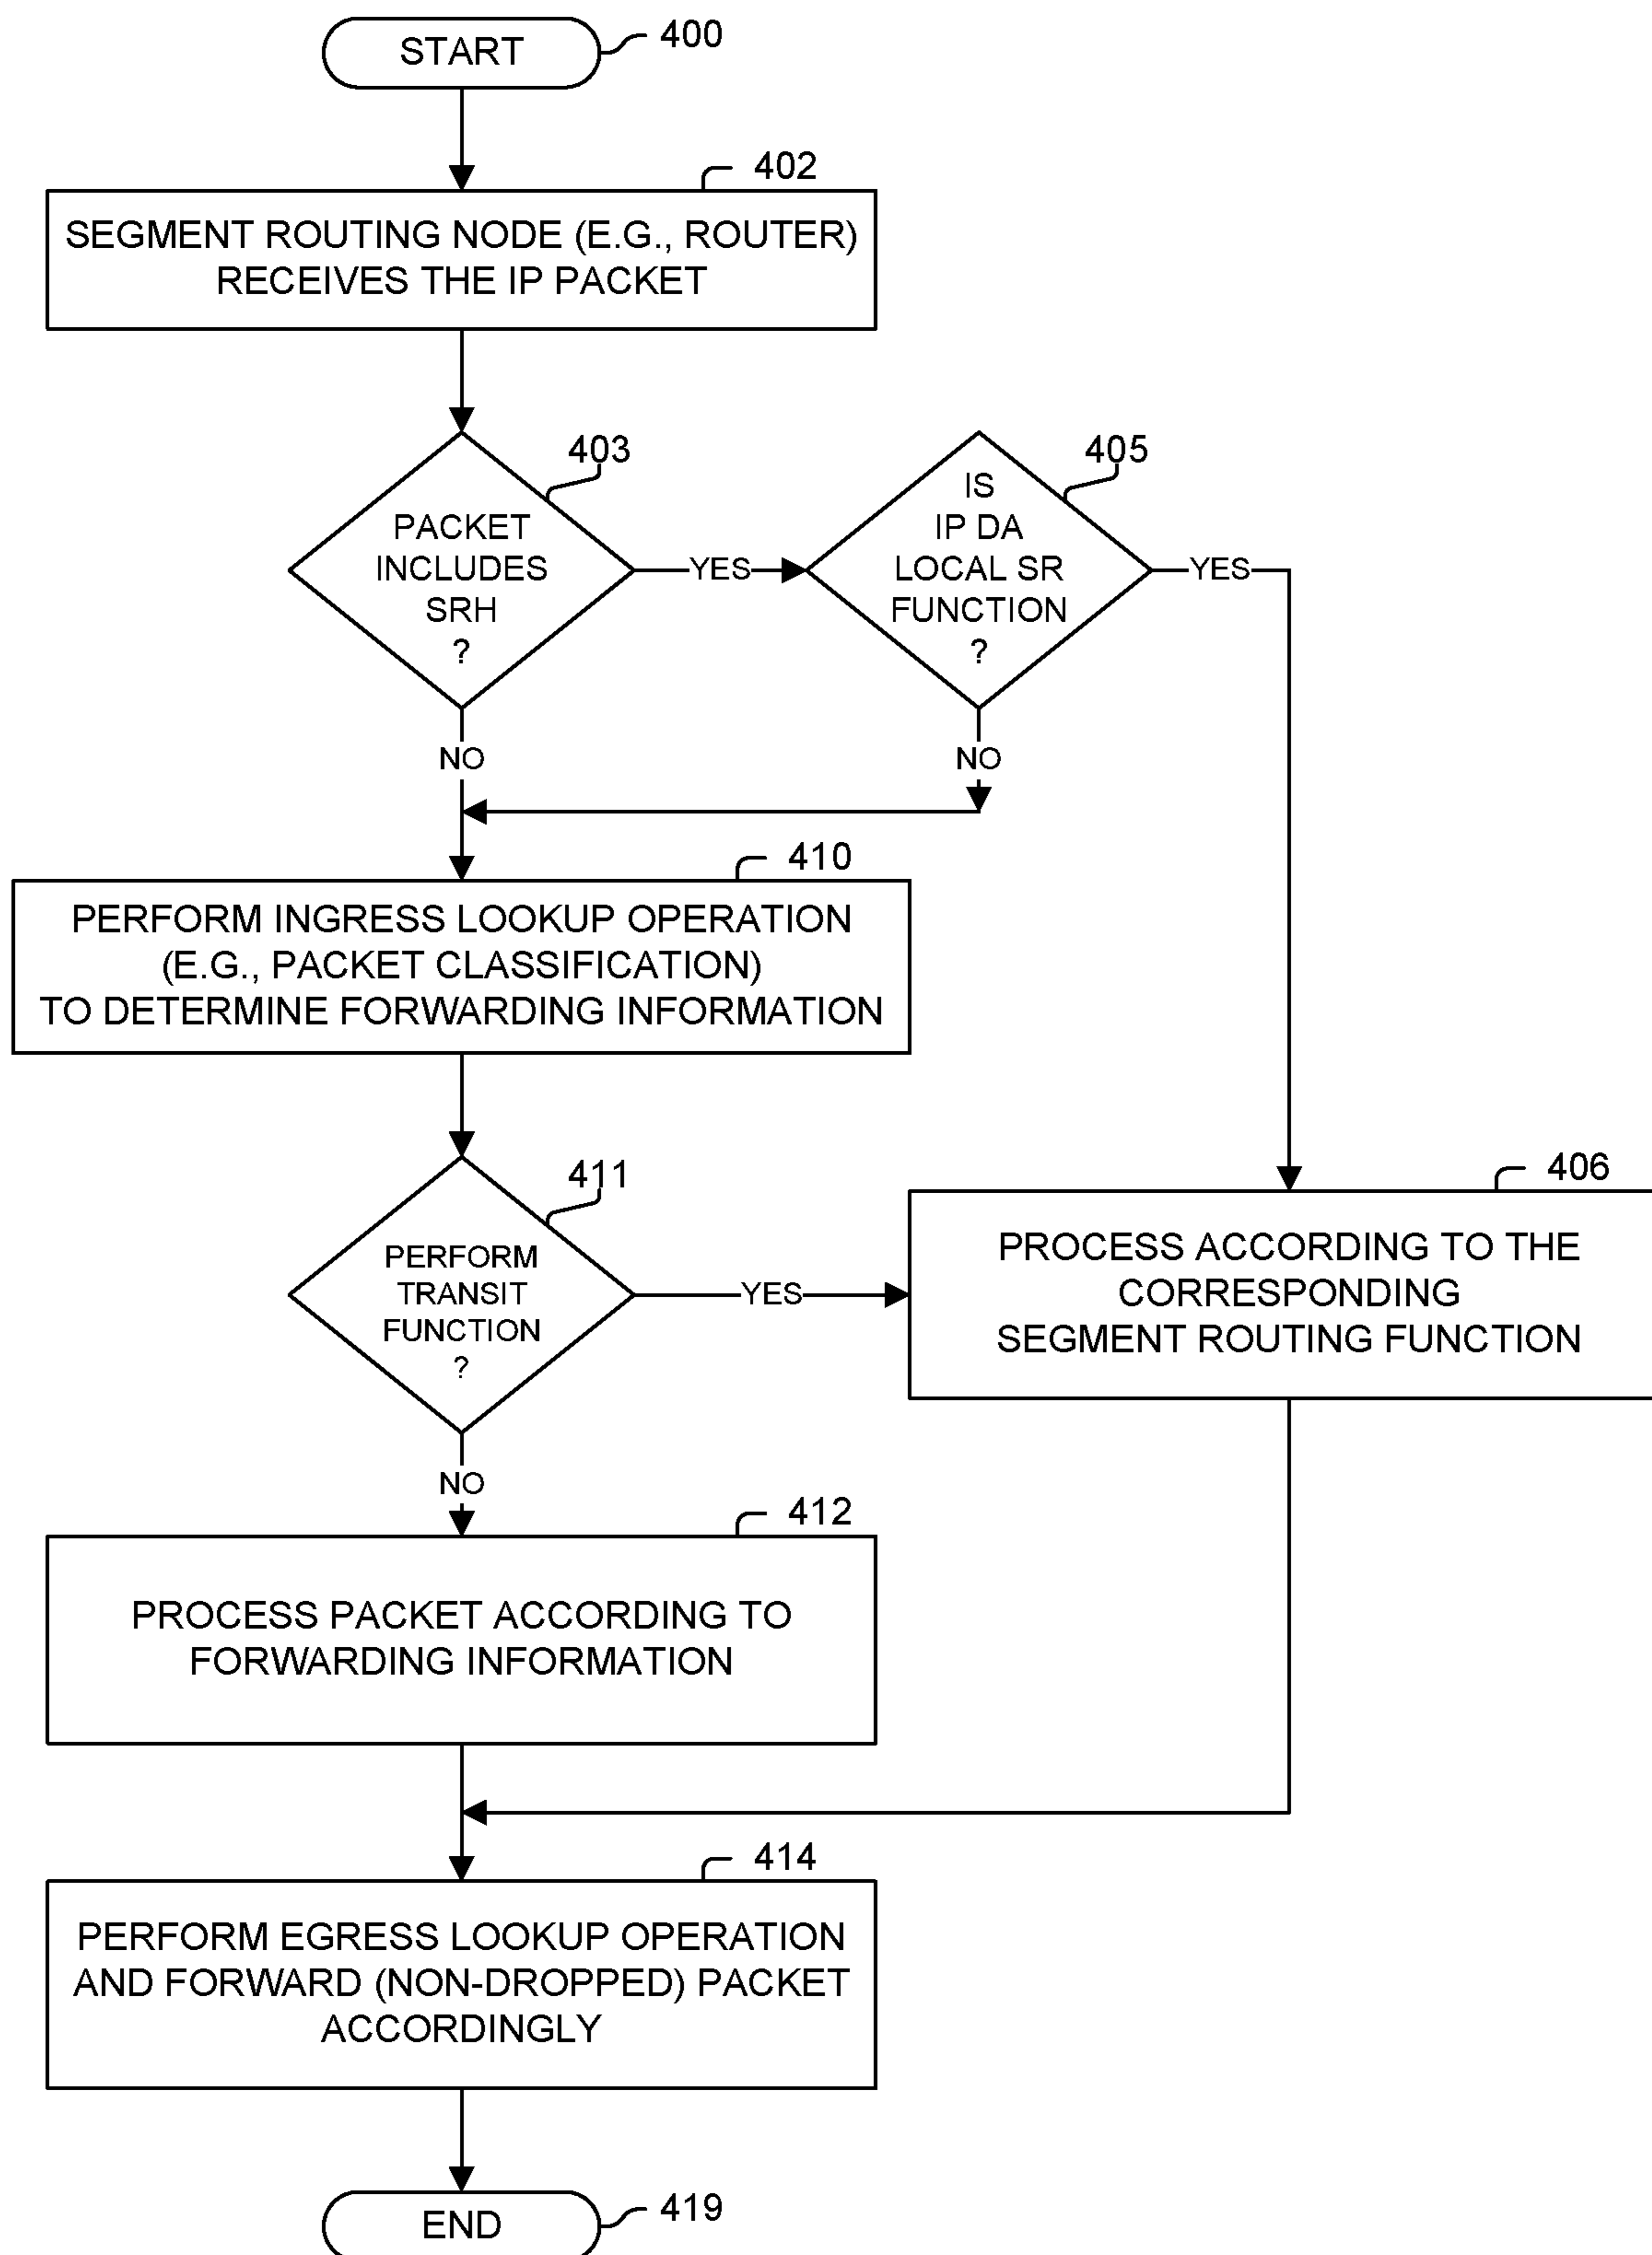 START
400
402
SEGMENT ROUTING NODE (E.G., ROUTER)
RECEIVES THE IP PACKET
403
PACKET
INCLUDES
SRH
?
YES
NO
405
IS
IP DA
LOCAL SR
FUNCTION
?
YES
NO
410
PERFORM INGRESS LOOKUP OPERATION
(E.G., PACKET CLASSIFICATION)
TO DETERMINE FORWARDING INFORMATION
411
PERFORM
TRANSIT
FUNCTION
?
YES
NO
406
PROCESS ACCORDING TO THE
CORRESPONDING
SEGMENT ROUTING FUNCTION
412
PROCESS PACKET ACCORDING TO
FORWARDING INFORMATION
414
PERFORM EGRESS LOOKUP OPERATION
AND FORWARD (NON-DROPPED) PACKET
ACCORDINGLY
END
419